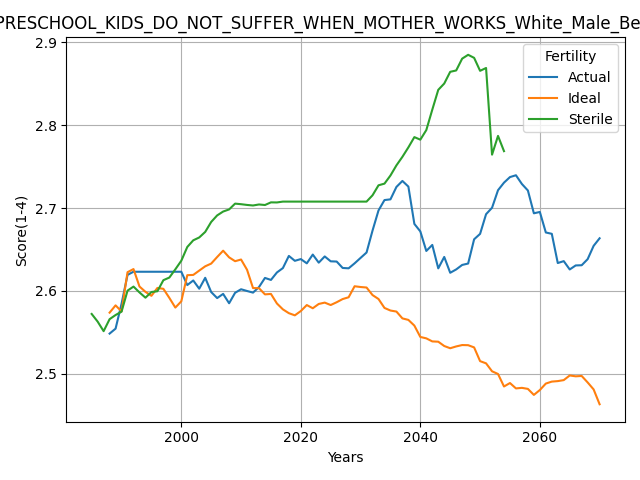 PRESCHOOL_KIDS_DO_NOT_SUFFER_WHEN_MOTHER_WORKS_White_Male_Be
2.9
2.8
2.7
2.6
2.5
Score(1-4)
Fertility
Actual
Ideal
Sterile
2000 2020 2040 2060
Years